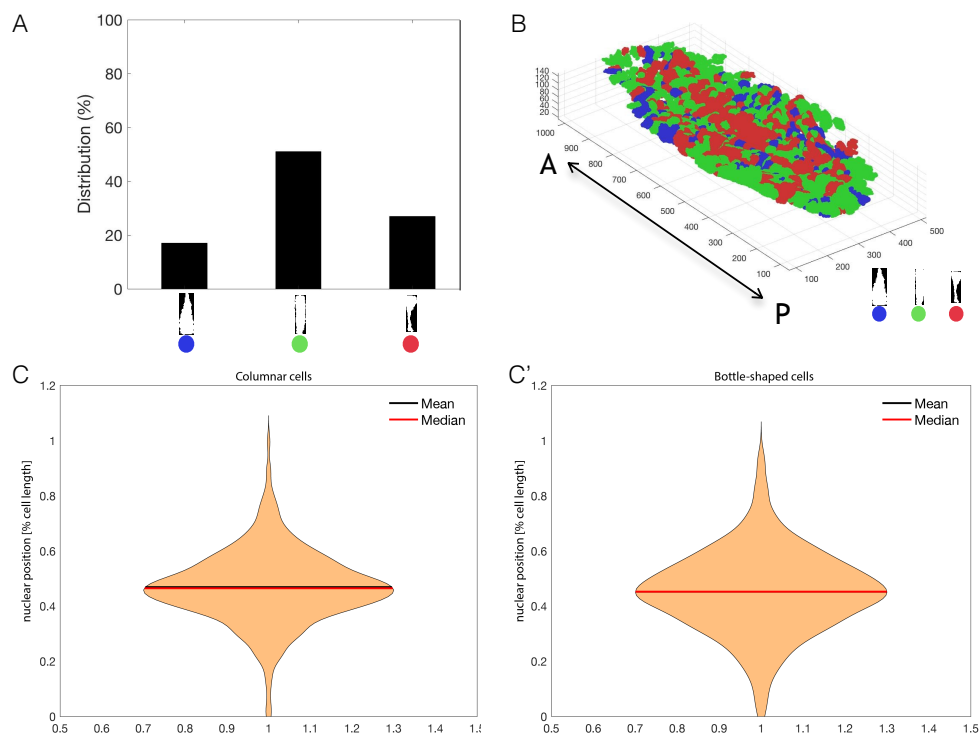 A
100
80
60
40
20
0
Distribution (%)
B
140
120
100
80
60
40
20
1000
900
800
700
600
500
400
300
200
100
100
200
300
400
500
A
P
C
Columnar cells
Mean
Median
nuclear position [% cell length]
1.2
1
0.8
0.6
0.4
0.2
0
0.5 0.6 0.7 0.8 0.9 1 1.1 1.2 1.3 1.4
C'
Bottle-shaped cells
Mean
Median
nuclear position [% cell length]
1.2
1
0.8
0.6
0.4
0.2
0
0.5 0.6 0.7 0.8 0.9 1 1.1 1.2 1.3 1.4 1.5